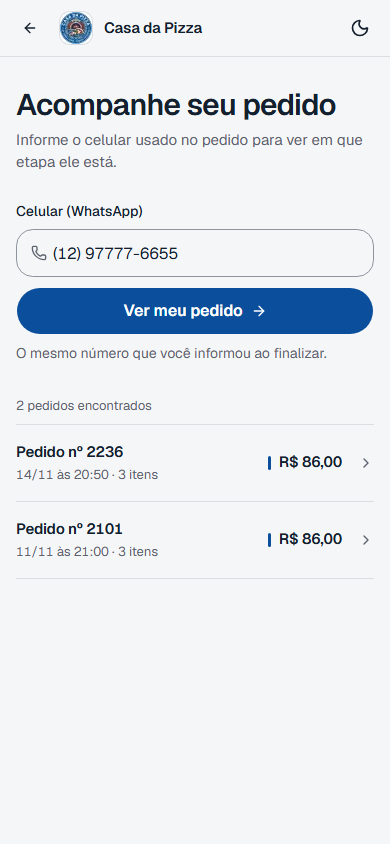 Casa da Pizza
Acompanhe seu pedido
Informe o celular usado no pedido para ver em que
etapa ele está.
Celular (WhatsApp)
(12) 97777-6655
Ver meu pedido →
O mesmo número que você informou ao finalizar.
2 pedidos encontrados
Pedido nº 2236
R$ 86,00
14/11 às 20:50 · 3 itens
Pedido nº 2101
R$ 86,00
11/11 às 21:00 · 3 itens